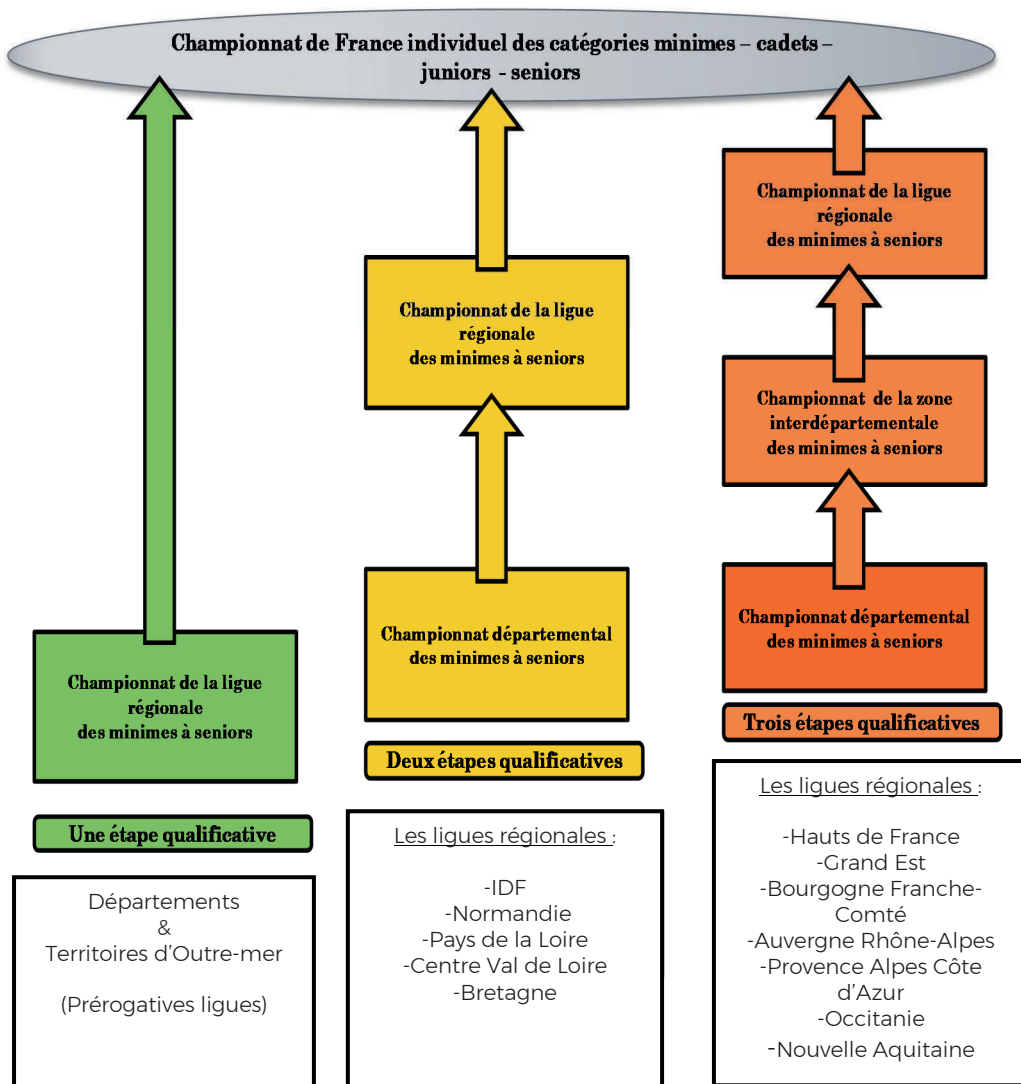 Championnat de France individuel des catégories minimes – cadets –
juniors - seniors
Championnat de la ligue
régionale
des minimes à seniors
Une étape qualificative
Départements
&
Territoires d'Outre-mer
(Prérogatives ligues)
Championnat de la ligue
régionale
des minimes à seniors
Championnat départemental
des minimes à seniors
Deux étapes qualificatives
Les ligues régionales :
-IDF
-Normandie
-Pays de la Loire
-Centre Val de Loire
-Bretagne
Championnat de la ligue
régionale
des minimes à seniors
Championnat de la zone
interdépartementale
des minimes à seniors
Championnat départemental
des minimes à seniors
Trois étapes qualificatives
Les ligues régionales :
-Hauts de France
-Grand Est
-Bourgogne Franche-
Comté
-Auvergne Rhône-Alpes
-Provence Alpes Côte
d'Azur
-Occitanie
-Nouvelle Aquitaine